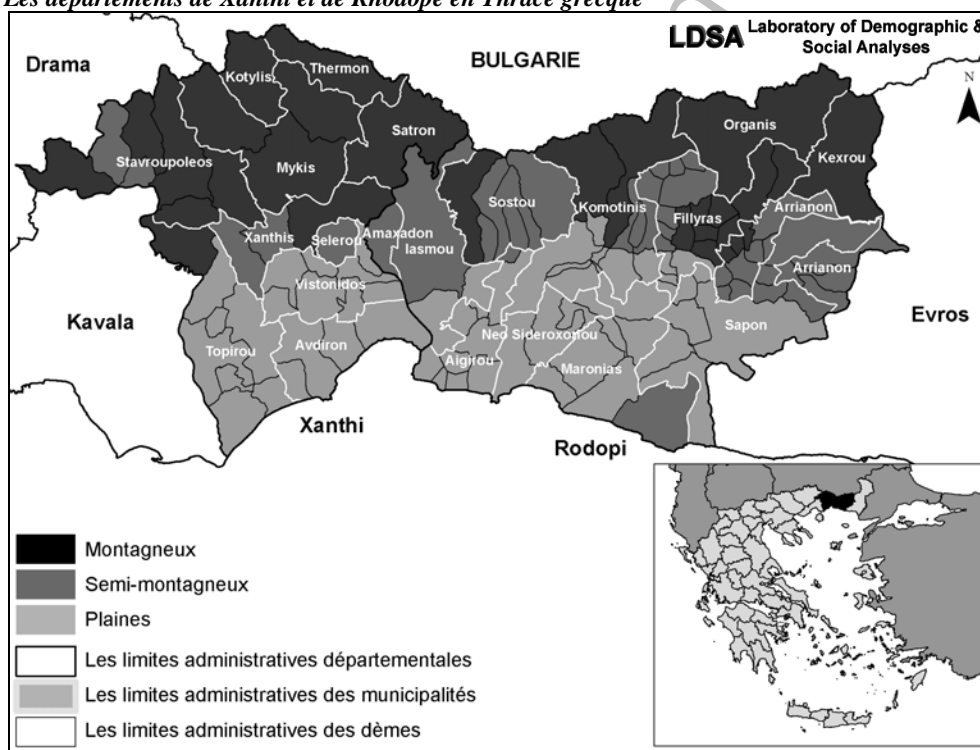 Les départements de Xanthi et de Rhodope en Thrace grecque
LDSA Laboratory of Demographic &
Social Analyses
Drama
BULGARIE
N
Kotylis
Thermon
Satron
Organis
Kexrou
Stavroupoleos
Mykis
Sostou
Komotinis
Fillyras
Arrianon
Xanthis
Selerou
Amaxadon
Iasmou
Arrianon
Vistonidos
Kavala
Evros
Topirou
Avdiron
Neo Sideroxoriou
Sapon
Aigirou
Maronias
Xanthi
Rodopi
Montagneux
Semi-montagneux
Plaines
Les limites administratives départementales
Les limites administratives des municipalités
Les limites administratives des dèmes